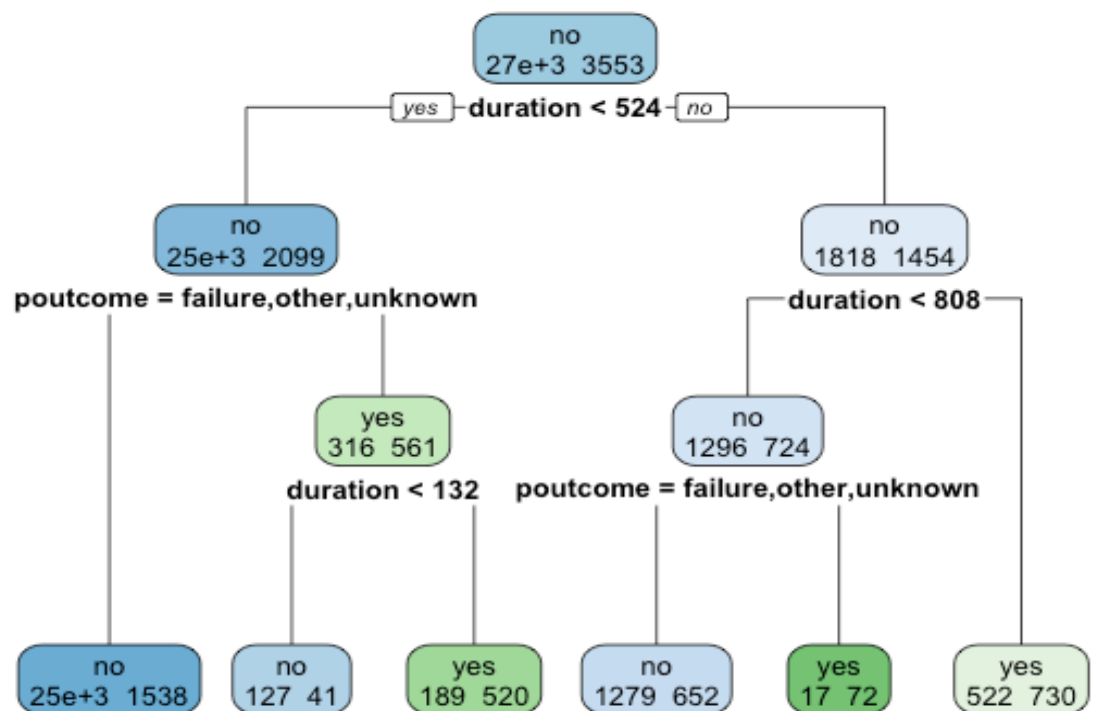 no
27e+3 3553
yes duration < 524 no
no
25e+3 2099
no
1818 1454
poutcome = failure,other,unknown
duration < 808
yes
316 561
no
1296 724
duration < 132
poutcome = failure,other,unknown
no
25e+3 1538
no
127 41
yes
189 520
no
1279 652
yes
17 72
yes
522 730